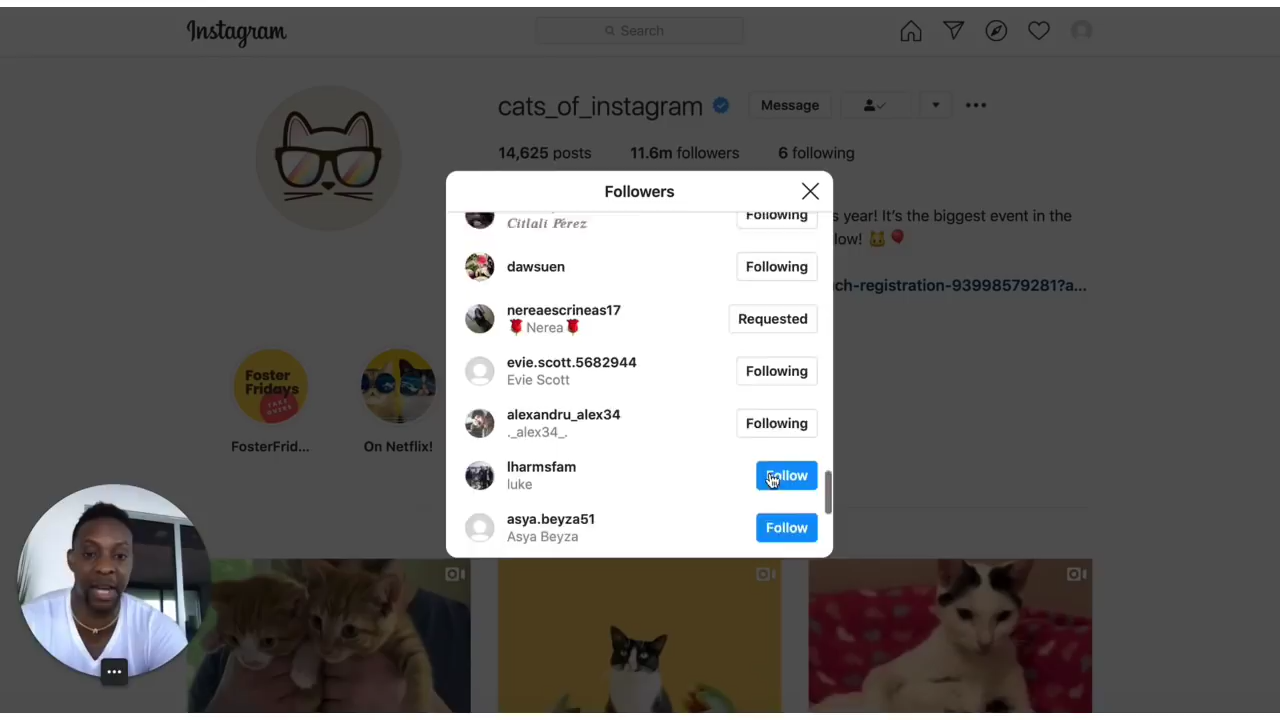 Instagram
Search
cats_of_instagram
Message
14,625 posts 11.6m followers 6 following
Followers
s year! It's the biggest event in the
low! 🐱🎈
ch-registration-93998579281?a...
Citlali Pérez
Following
dawsuen
Following
nereaescrineas17
🌹Nerea🌹
Requested
evie.scott.5682944
Evie Scott
Following
alexandru_alex34
._alex34_.
Following
lharmsfam
luke
Follow
asya.beyza51
Asya Beyza
Follow
Foster
Fridays
FosterFrid...
On Netflix!